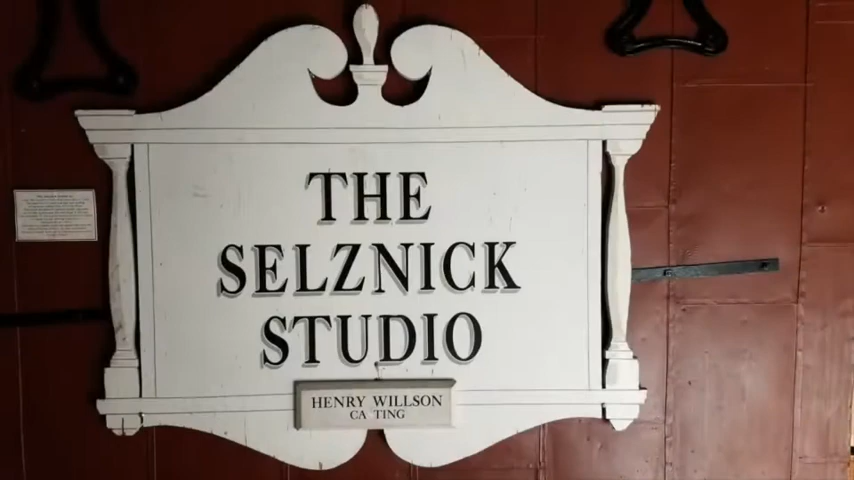 THE
SELZNICK
STUDIO
HENRY WILLSON
CA TING